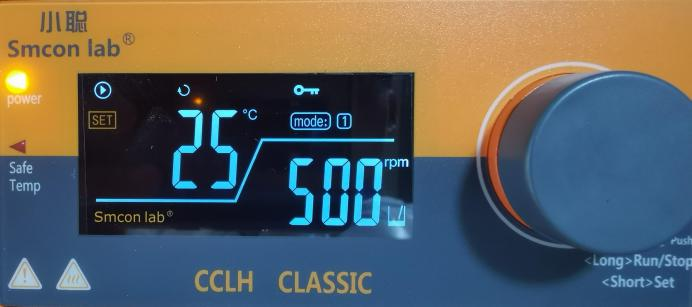 小聪
Smcon lab®
power
SET
25 °C
mode: 1
500 rpm
Smcon lab®
Safe
Temp
CCLH CLASSIC
Push
<Long>Run/Stop
<Short>Set